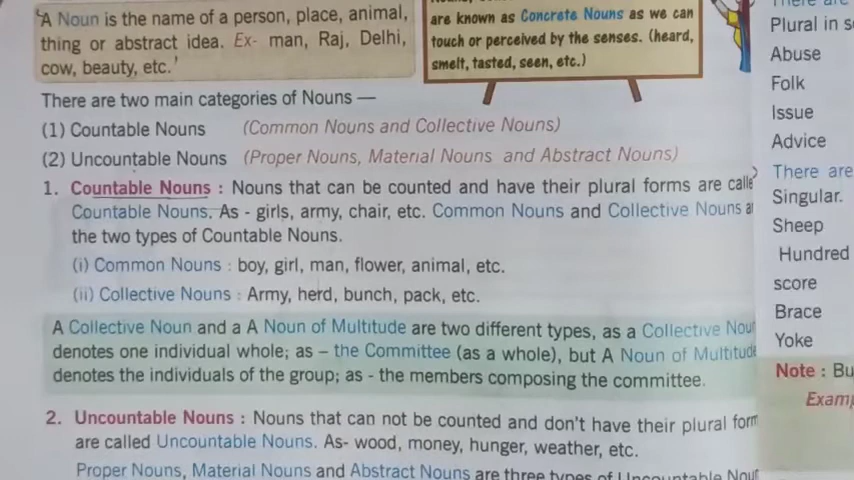 'A Noun is the name of a person, place, animal,
thing or abstract idea. Ex- man, Raj, Delhi,
cow, beauty, etc.'
are known as Concrete Nouns as we can
touch or perceived by the senses. (heard,
smelt, tasted, seen, etc.)
There are two main categories of Nouns —
(1) Countable Nouns (Common Nouns and Collective Nouns)
(2) Uncountable Nouns (Proper Nouns, Material Nouns and Abstract Nouns)
1. Countable Nouns : Nouns that can be counted and have their plural forms are
Countable Nouns. As - girls, army, chair, etc. Common Nouns and Collective Nouns
the two types of Countable Nouns.
(i) Common Nouns : boy, girl, man, flower, animal, etc.
(ii) Collective Nouns : Army, herd, bunch, pack, etc.
A Collective Noun and a A Noun of Multitude are two different types, as a Collective
denotes one individual whole; as – the Committee (as a whole), but A Noun of
denotes the individuals of the group; as - the members composing the committee.
2. Uncountable Nouns : Nouns that can not be counted and don't have their plural
are called Uncountable Nouns. As- wood, money, hunger, weather, etc.
Proper Nouns, Material Nouns and Abstract Nouns are three types of Uncountable
There are
Plural in
Abuse
Folk
Issue
Advice
There are
Singular.
Sheep
Hundred
score
Brace
Yoke
Note :